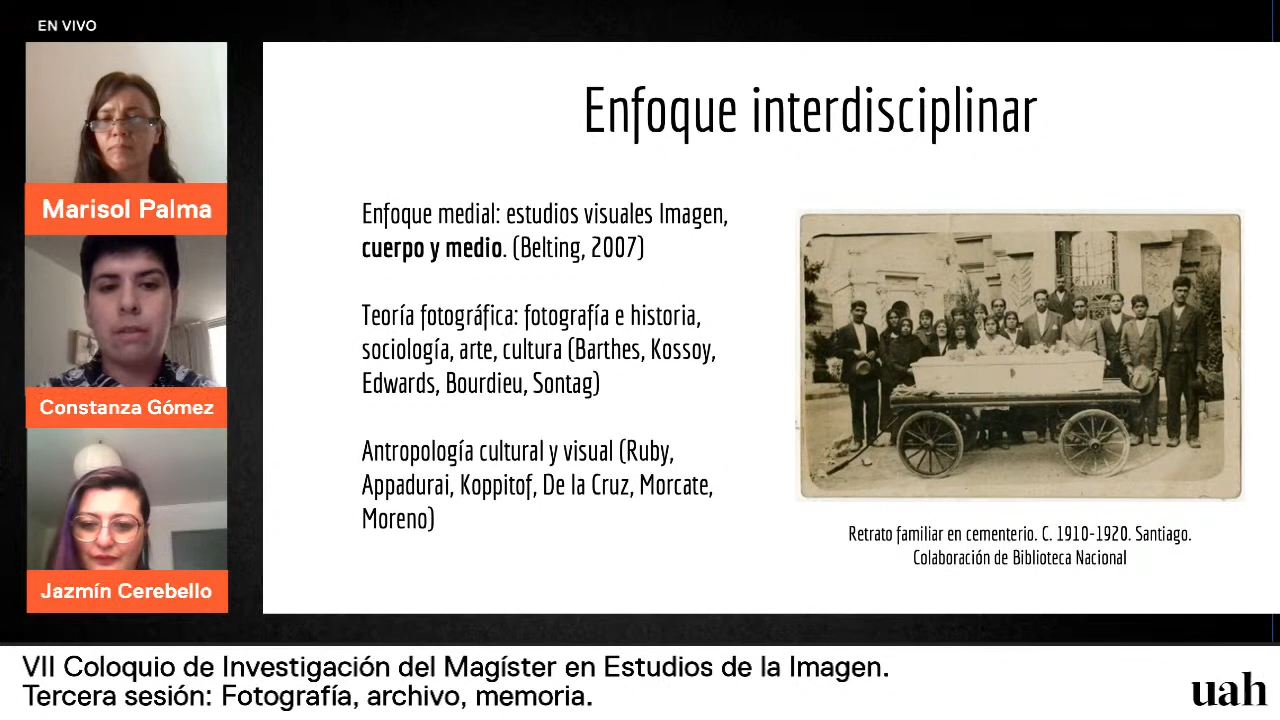 EN VIVO
Marisol Palma
Constanza Gómez
Jazmín Cerebello
Enfoque interdisciplinar
Enfoque medial: estudios visuales Imagen,
cuerpo y medio. (Belting, 2007)
Teoría fotográfica: fotografía e historia,
sociología, arte, cultura (Barthes, Kossoy,
Edwards, Bourdieu, Sontag)
Antropología cultural y visual (Ruby,
Appadurai, Koppitof, De la Cruz, Morcate,
Moreno)
Retrato familiar en cementerio. C. 1910-1920. Santiago.
Colaboración de Biblioteca Nacional
VII Coloquio de Investigación del Magíster en Estudios de la Imagen.
Tercera sesión: Fotografía, archivo, memoria.
uah